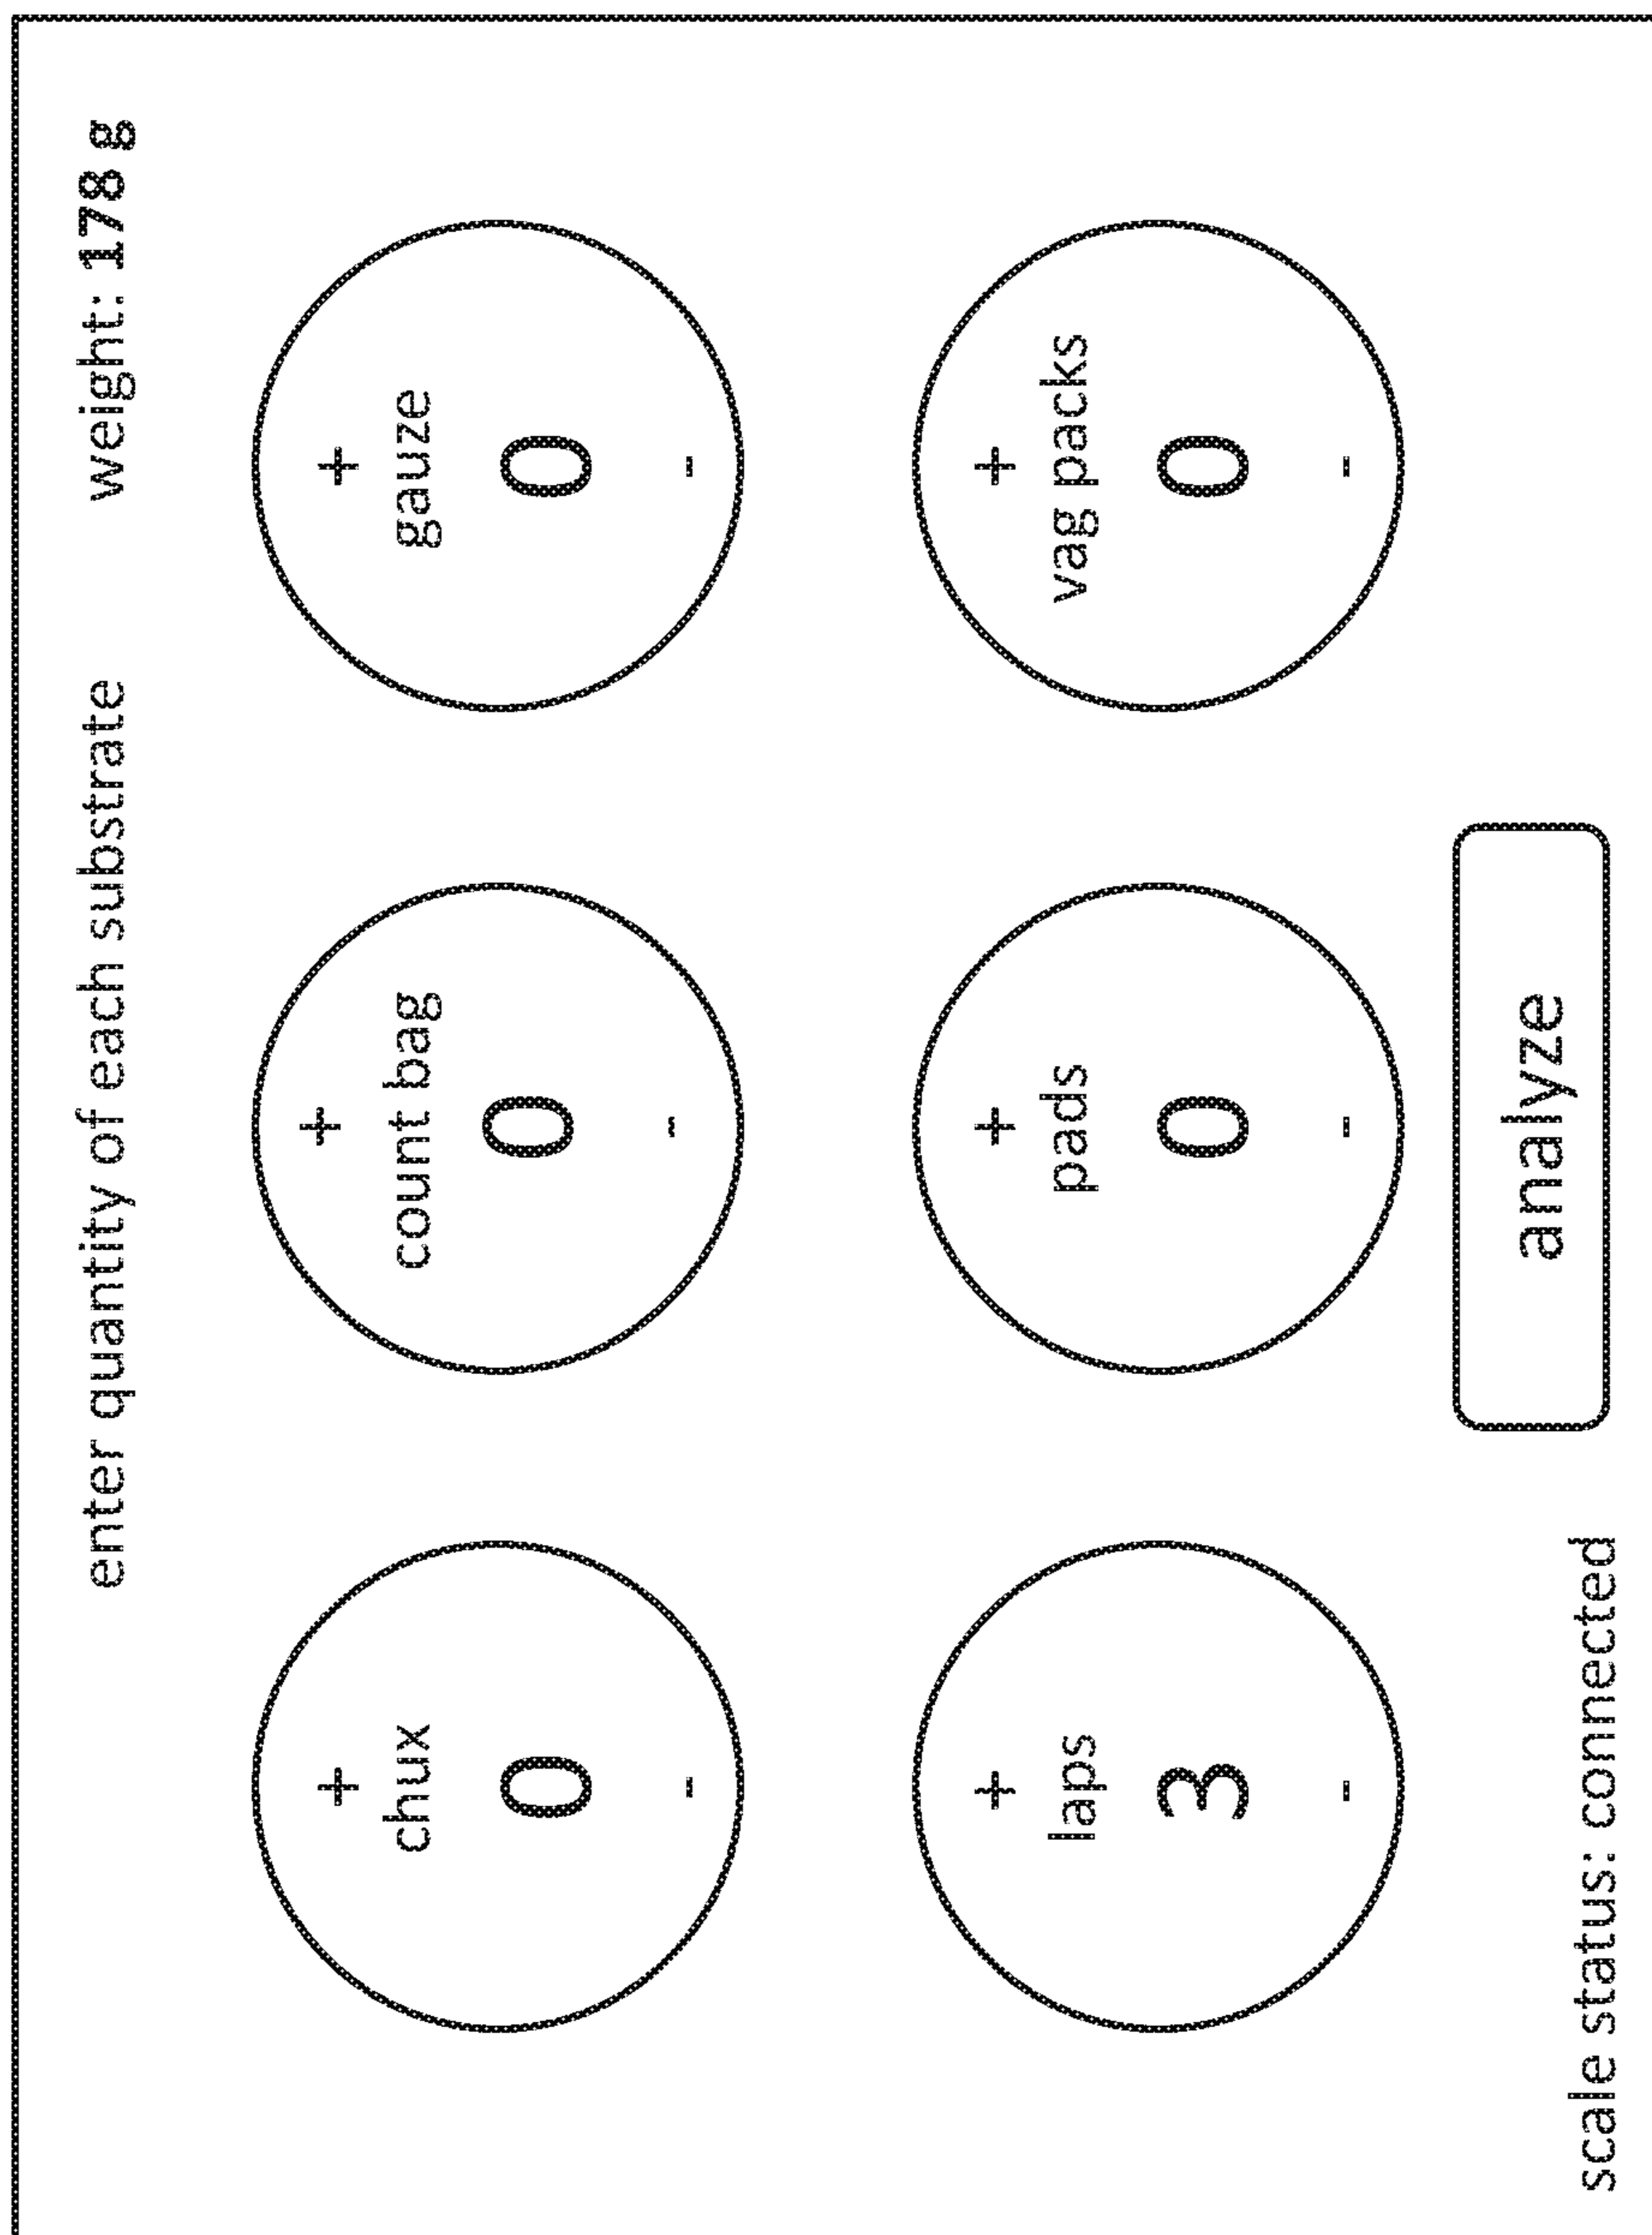 enter quantity of each substrate
weight: 178 g
+
chux
0
-
+
count bag
0
-
+
gauze
0
-
+
laps
3
-
+
pads
0
-
+
vag packs
0
-
scale status: connected
analyze